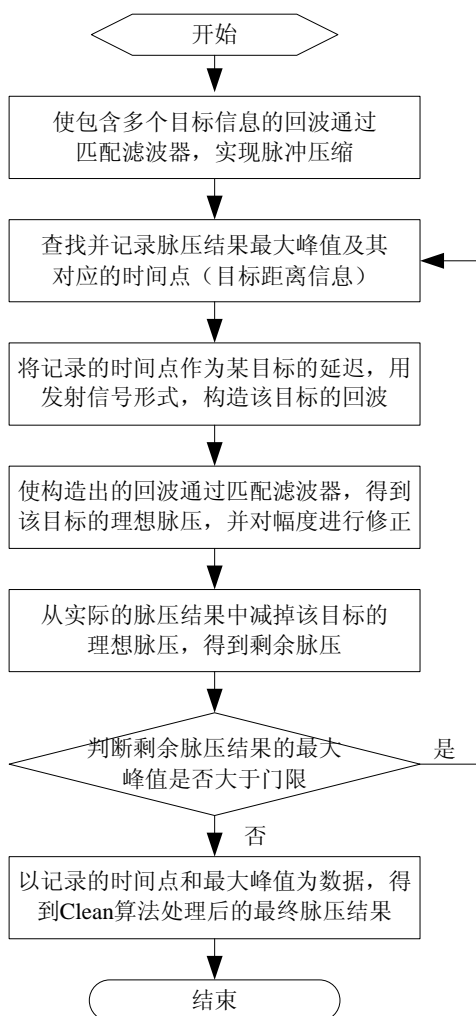 开始
使包含多个目标信息的回波通过
匹配滤波器，实现脉冲压缩
查找并记录脉压结果最大峰值及其
对应的时间点（目标距离信息）
将记录的时间点作为某目标的延迟，用
发射信号形式，构造该目标的回波
使构造出的回波通过匹配滤波器，得到
该目标的理想脉压，并对幅度进行修正
从实际的脉压结果中减掉该目标的
理想脉压，得到剩余脉压
判断剩余脉压结果的最大
峰值是否大于门限
是
否
以记录的时间点和最大峰值为数据，得
到Clean算法处理后的最终脉压结果
结束